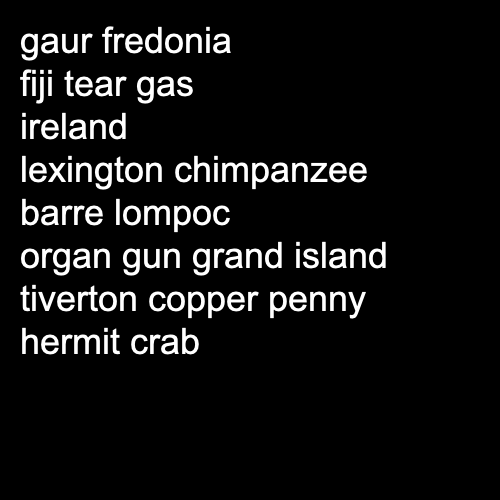 gaur fredonia
fiji tear gas
ireland
lexington chimpanzee
barre lompoc
organ gun grand island
tiverton copper penny
hermit crab